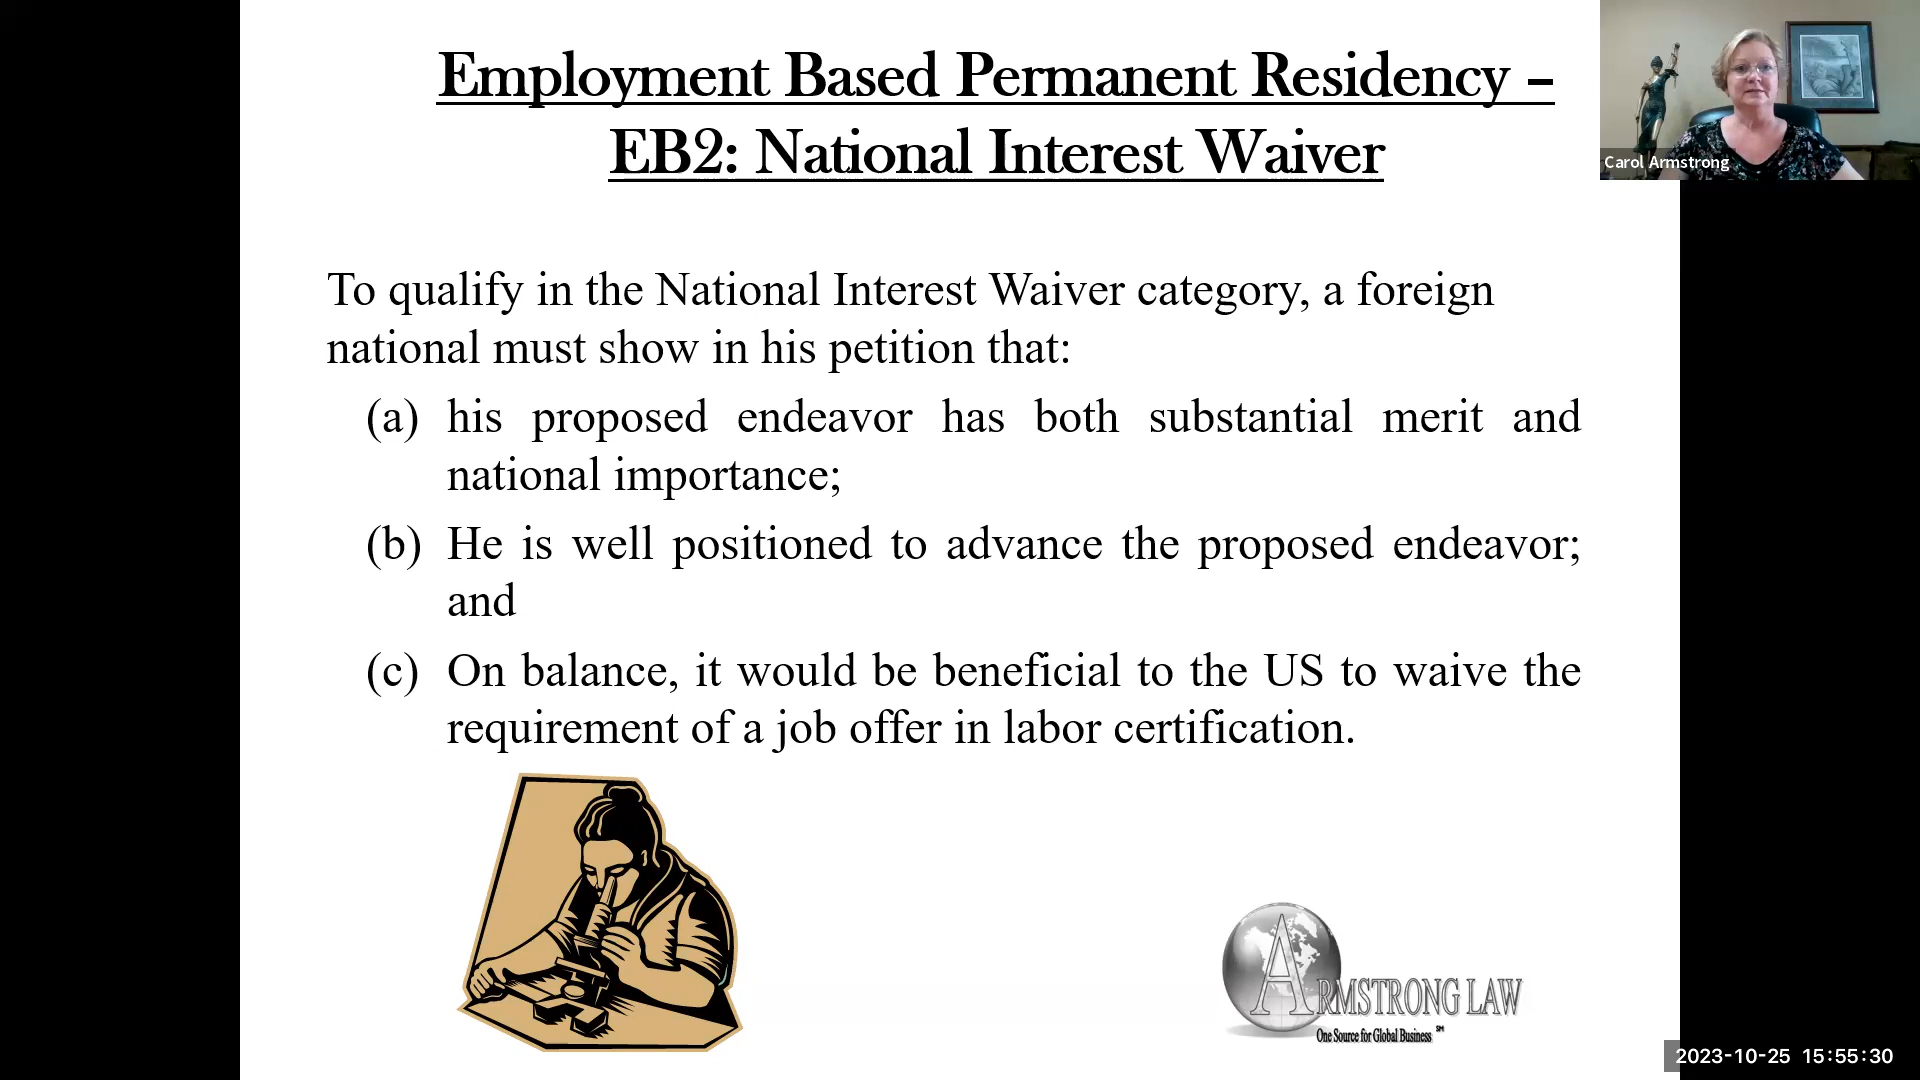 Employment Based Permanent Residency –
EB2: National Interest Waiver
Carol Armstrong
To qualify in the National Interest Waiver category, a foreign
national must show in his petition that:
(a) his proposed endeavor has both substantial merit and
national importance;
(b) He is well positioned to advance the proposed endeavor;
and
(c) On balance, it would be beneficial to the US to waive the
requirement of a job offer in labor certification.
ARMSTRONG LAW
One Source for Global Business SM
2023-10-25 15:55:30